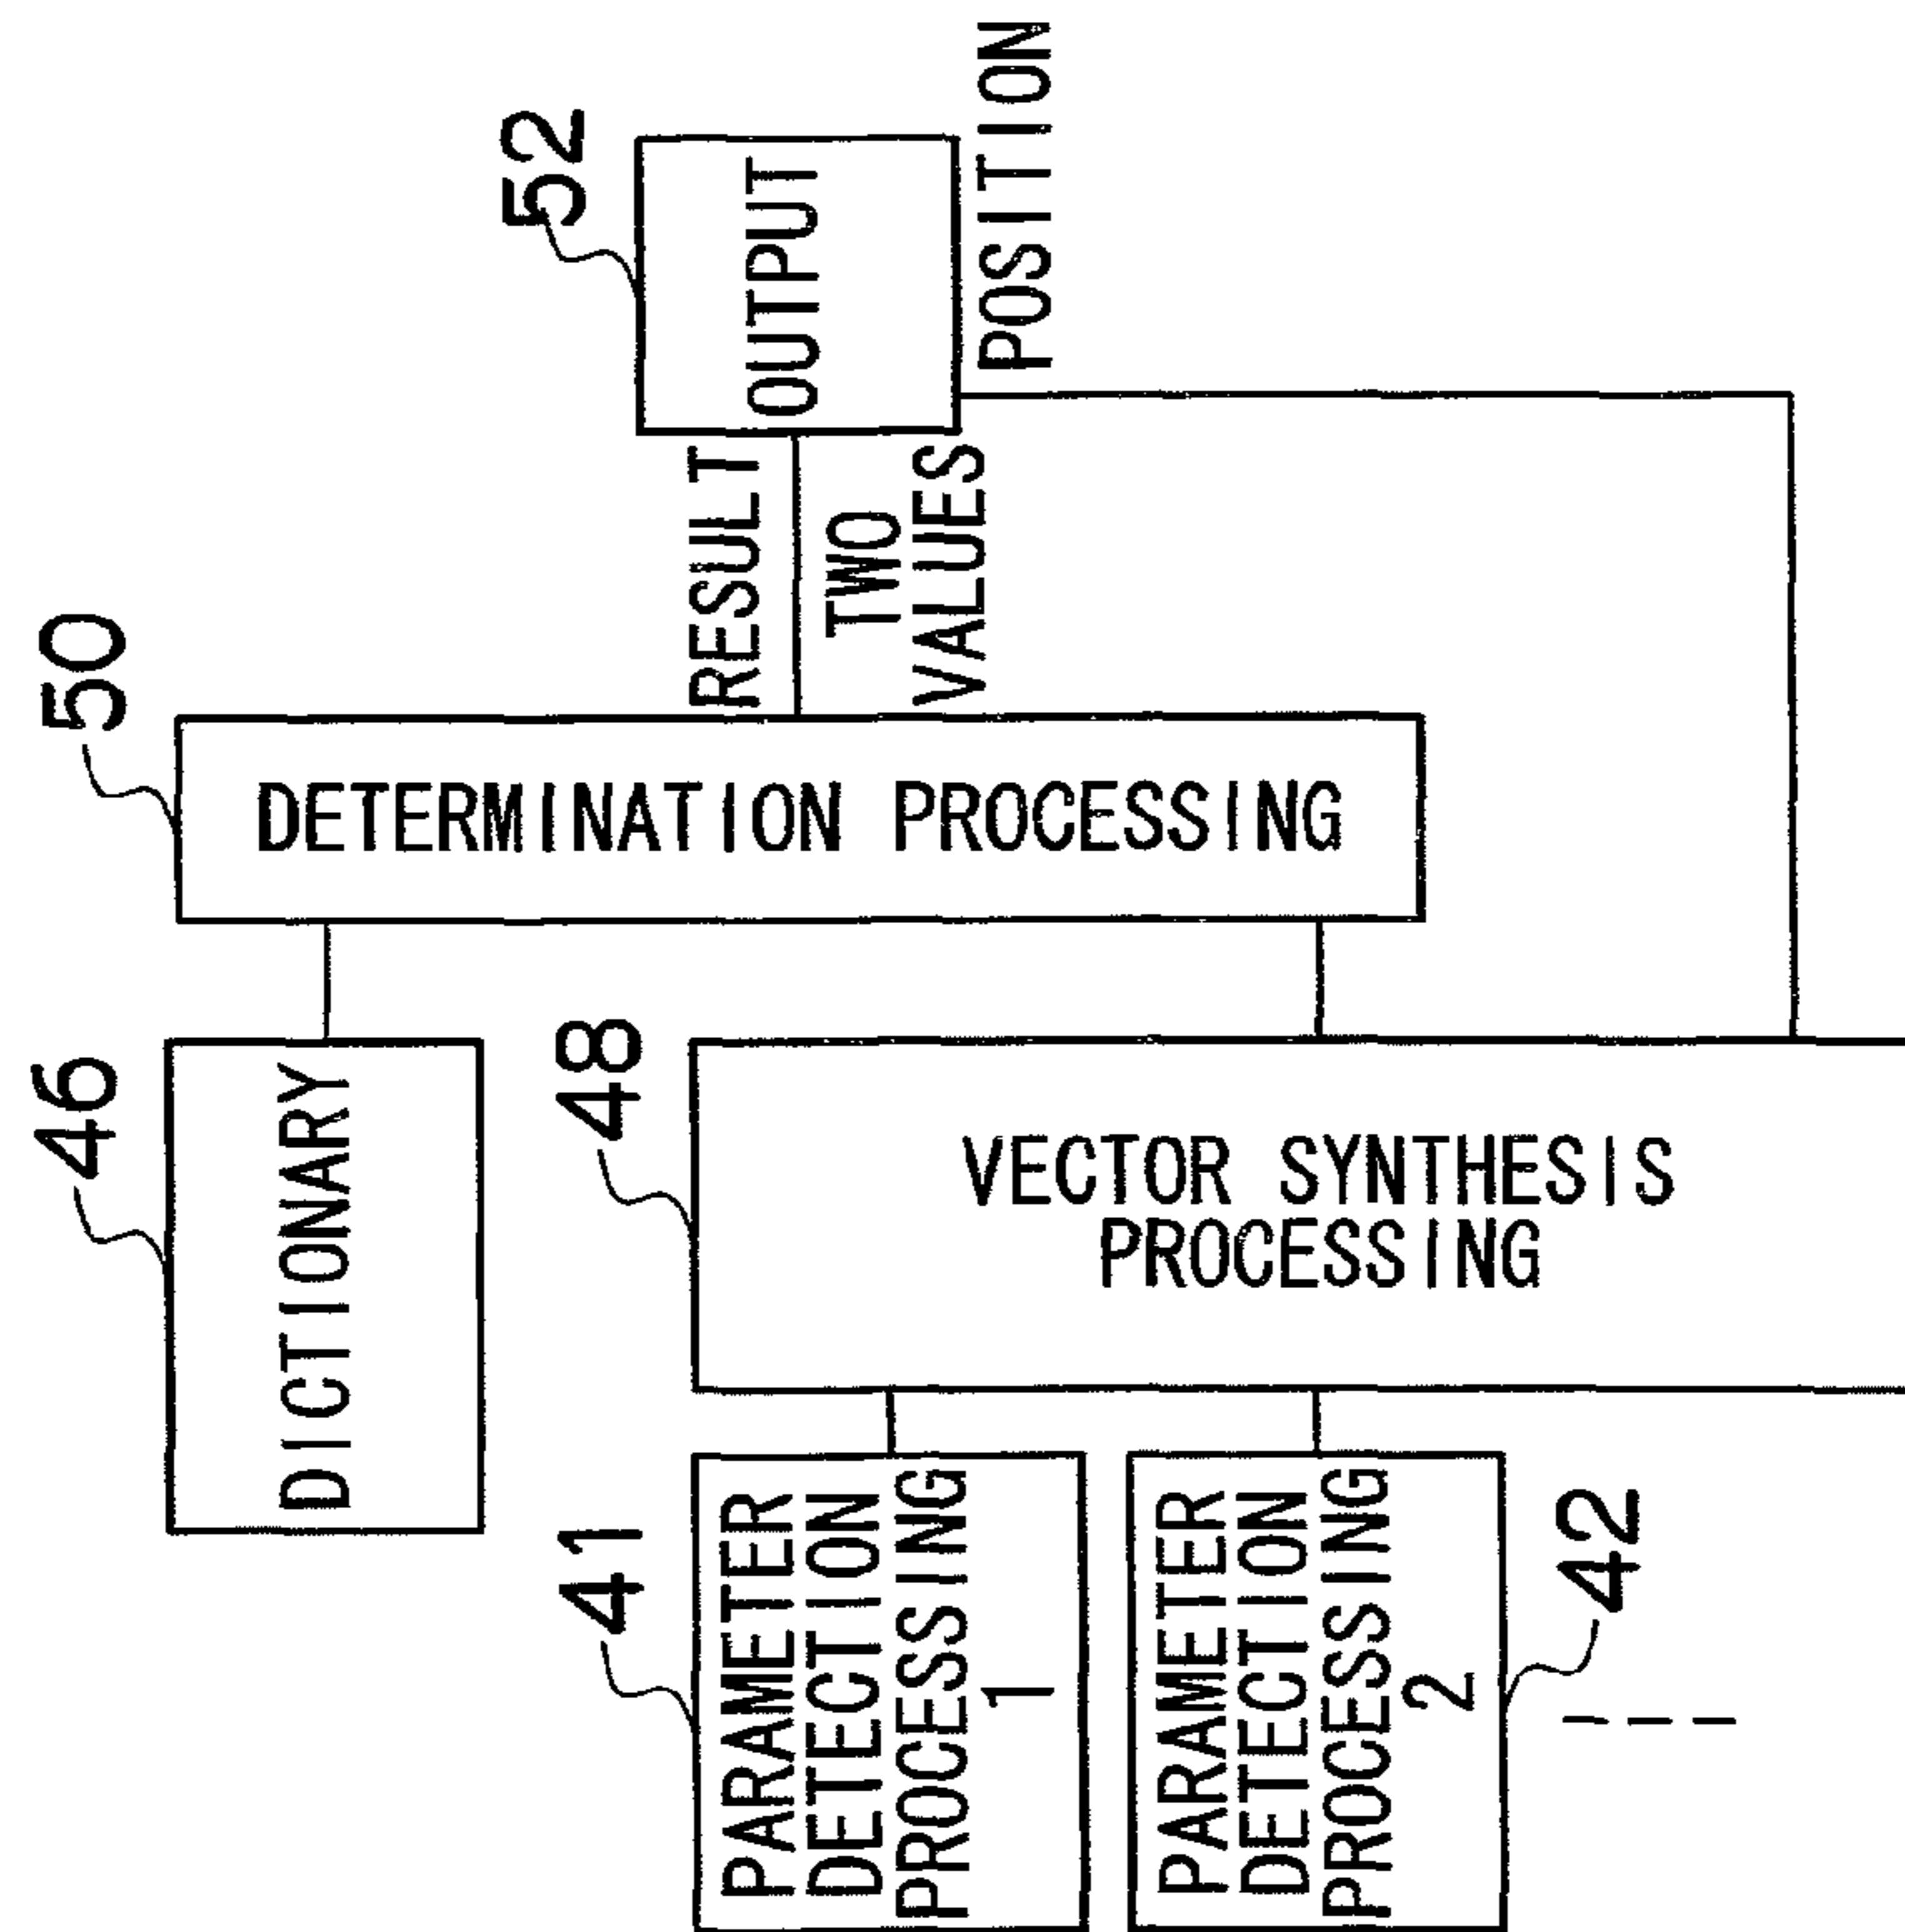 46
DICTIONARY
41
PARAMETER
DETECTION
PROCESSING
1
PARAMETER
DETECTION
PROCESSING
2
42
48
VECTOR SYNTHESIS
PROCESSING
50
DETERMINATION PROCESSING
RESULT
TWO
VALUES
52
OUTPUT
POSITION